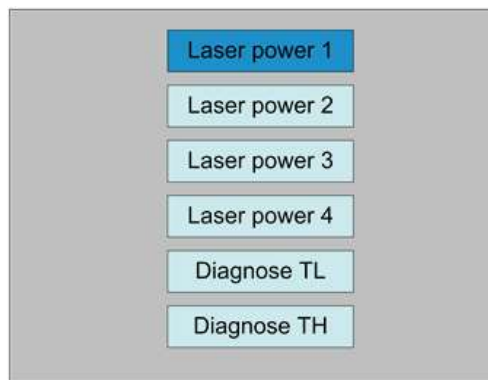 Laser power 1
Laser power 2
Laser power 3
Laser power 4
Diagnose TL
Diagnose TH